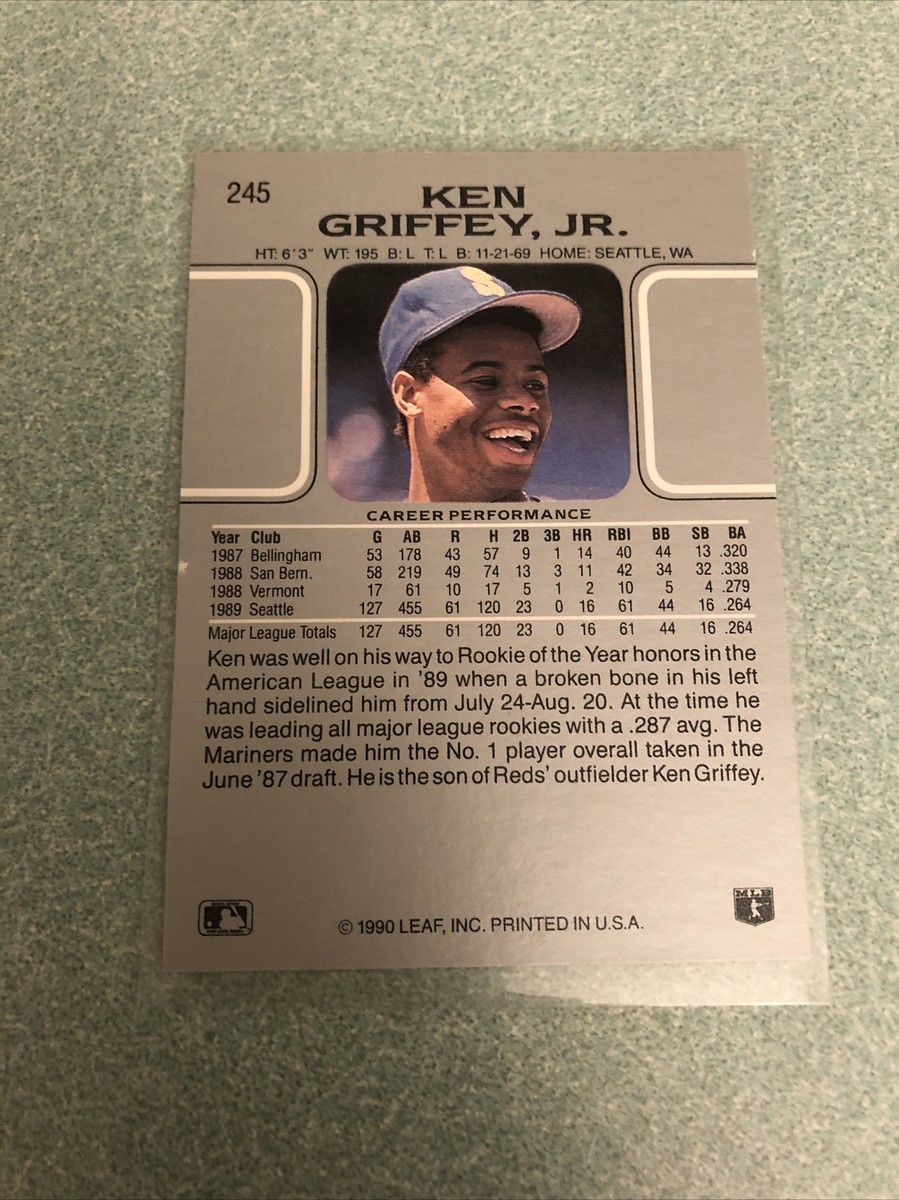 245
KEN
GRIFFEY, JR.
HT: 6'3" WT: 195 B: L T: L B: 11-21-69 HOME: SEATTLE, WA
S
CAREER PERFORMANCE
Year Club G AB R H 2B 3B HR RBI BB SB BA
1987 Bellingham 53 178 43 57 9 1 14 40 44 13 .320
1988 San Bern. 58 219 49 74 13 3 11 42 34 32 .338
1988 Vermont 17 61 10 17 5 1 2 10 5 4 .279
1989 Seattle 127 455 61 120 23 0 16 61 44 16 .264
Major League Totals 127 455 61 120 23 0 16 61 44 16 .264
Ken was well on his way to Rookie of the Year honors in the
American League in '89 when a broken bone in his left
hand sidelined him from July 24-Aug. 20. At the time he
was leading all major league rookies with a .287 avg. The
Mariners made him the No. 1 player overall taken in the
June '87 draft. He is the son of Reds' outfielder Ken Griffey.
© 1990 LEAF, INC. PRINTED IN U.S.A.
MLB